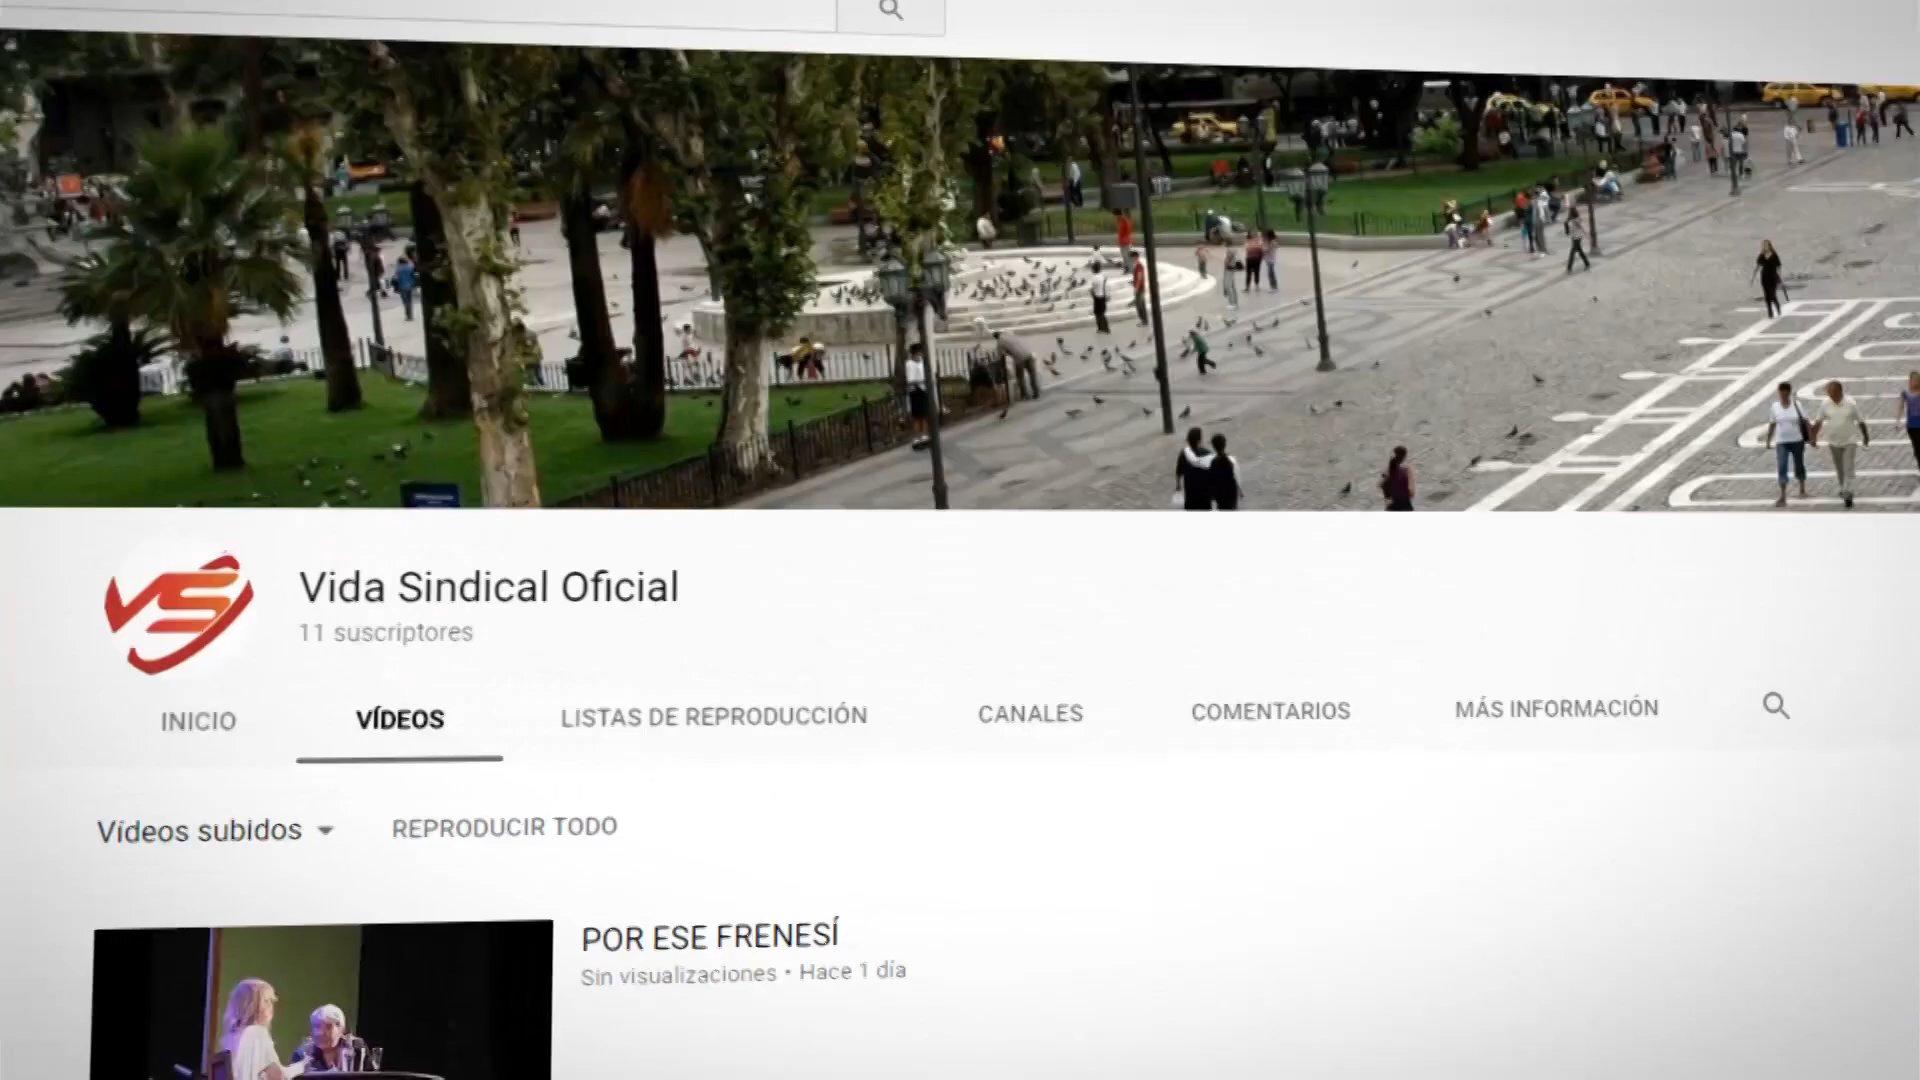 VS
Vida Sindical Oficial
11 suscriptores
INICIO
VÍDEOS
LISTAS DE REPRODUCCIÓN
CANALES
COMENTARIOS
MÁS INFORMACIÓN
Vídeos subidos
REPRODUCIR TODO
POR ESE FRENESÍ
Sin visualizaciones • Hace 1 día